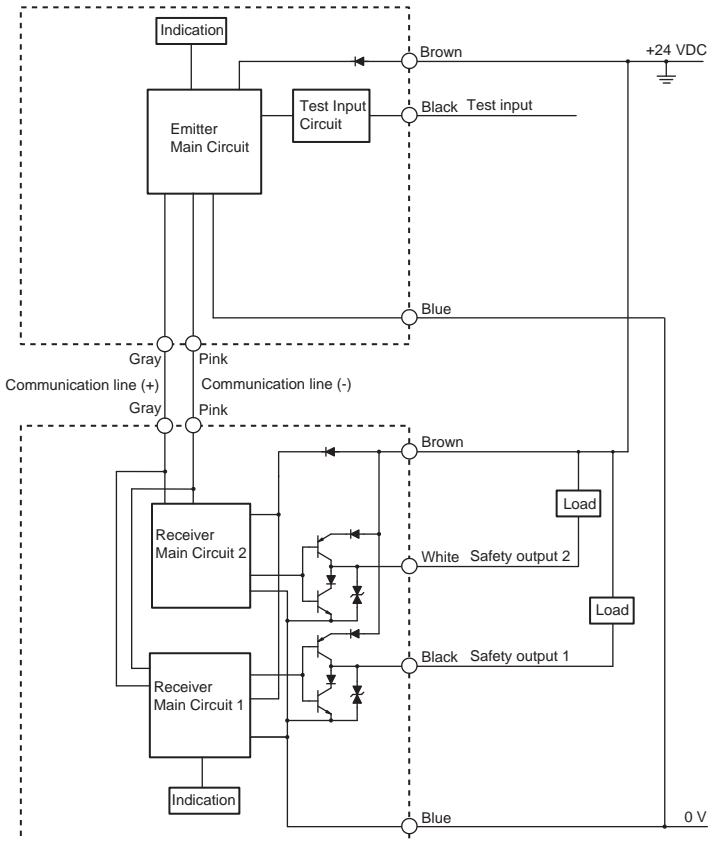 Indication
Brown
+24 VDC
Emitter
Main Circuit
Test Input
Circuit
Black Test input
Blue
Gray
Pink
Communication line (+)
Communication line (-)
Gray
Pink
Brown
Load
Receiver
Main Circuit 2
White Safety output 2
Load
Black Safety output 1
Receiver
Main Circuit 1
Indication
Blue
0 V